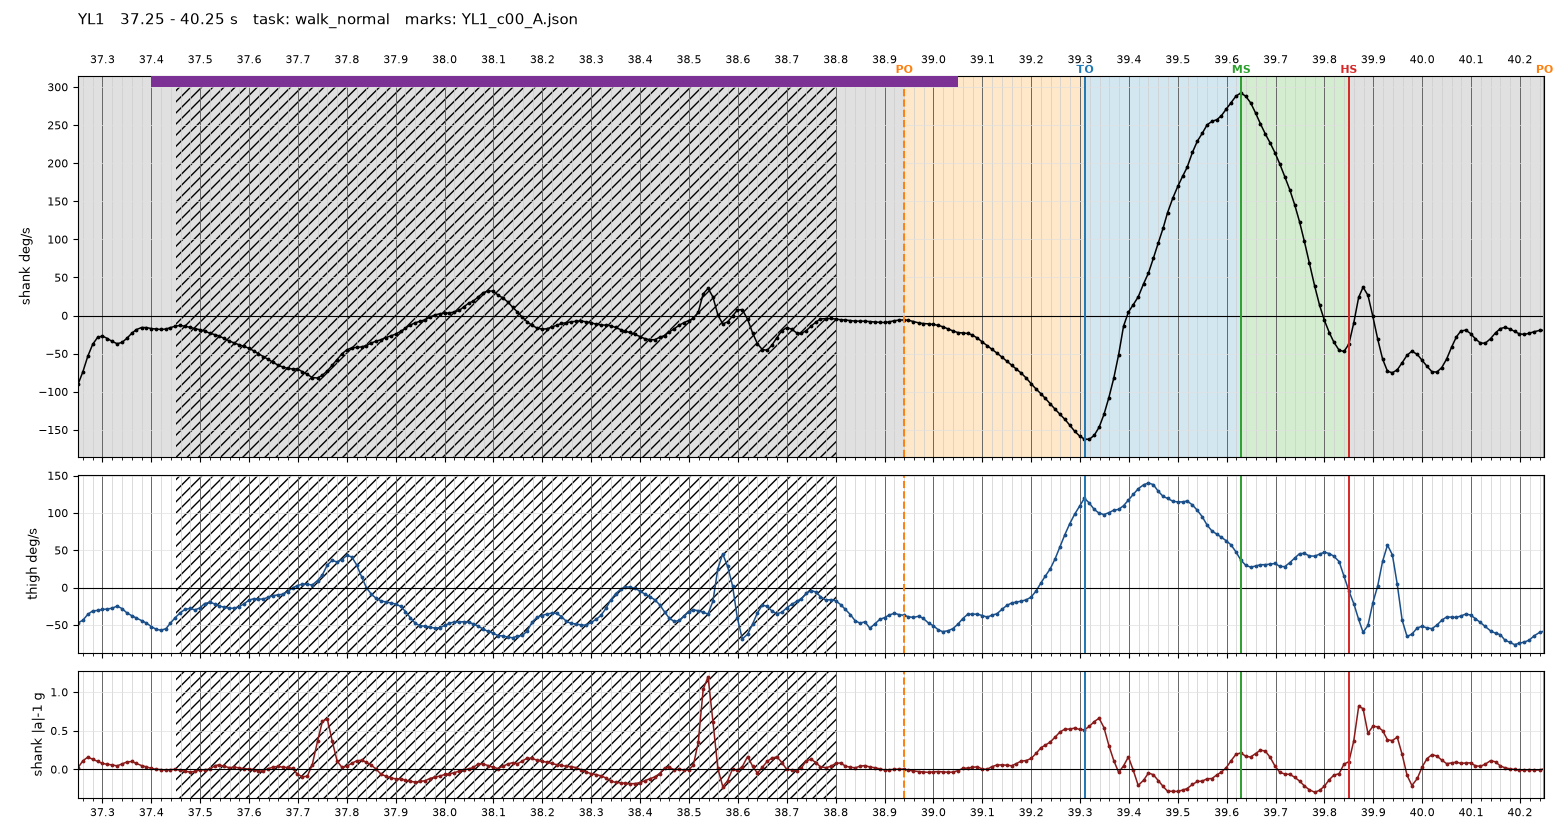 YL1   37.25 - 40.25 s   task: walk_normal   marks: YL1_c00_A.json
37.3 37.4 37.5 37.6 37.7 37.8 37.9 38.0 38.1 38.2 38.3 38.4 38.5 38.6 38.7 38.8 38.9 39.0 39.1 39.2 39.3 39.4 39.5 39.6 39.7 39.8 39.9 40.0 40.1 40.2
PO TO MS HS PO
shank deg/s
300
250
200
150
100
50
0
−50
−100
−150
thigh deg/s
150
100
50
0
−50
shank |a|-1 g
1.0
0.5
0.0
37.3 37.4 37.5 37.6 37.7 37.8 37.9 38.0 38.1 38.2 38.3 38.4 38.5 38.6 38.7 38.8 38.9 39.0 39.1 39.2 39.3 39.4 39.5 39.6 39.7 39.8 39.9 40.0 40.1 40.2